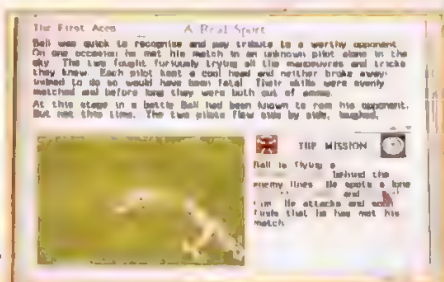 The First Aces
A Real Sport
Ball was quick to recognise and pay tribute to a worthy opponent.
On one occasion he met his match in an unknown pilot alone in the
sky. The two fought furiously trying all the manoeuvres and tricks
they knew. Each pilot kept a cool head and neither broke away:
indeed to do so would have been fatal. Their skills were evenly
matched and before long they were both out of ammo.
At this stage in a battle Ball had been known to ram his opponent.
But not this time. The two pilots flew side by side, laughed,
THE MISSION
Ball is flying a
behind the
enemy lines. He spots a lone
and
him. He attacks and soon
finds that he has met his
match.